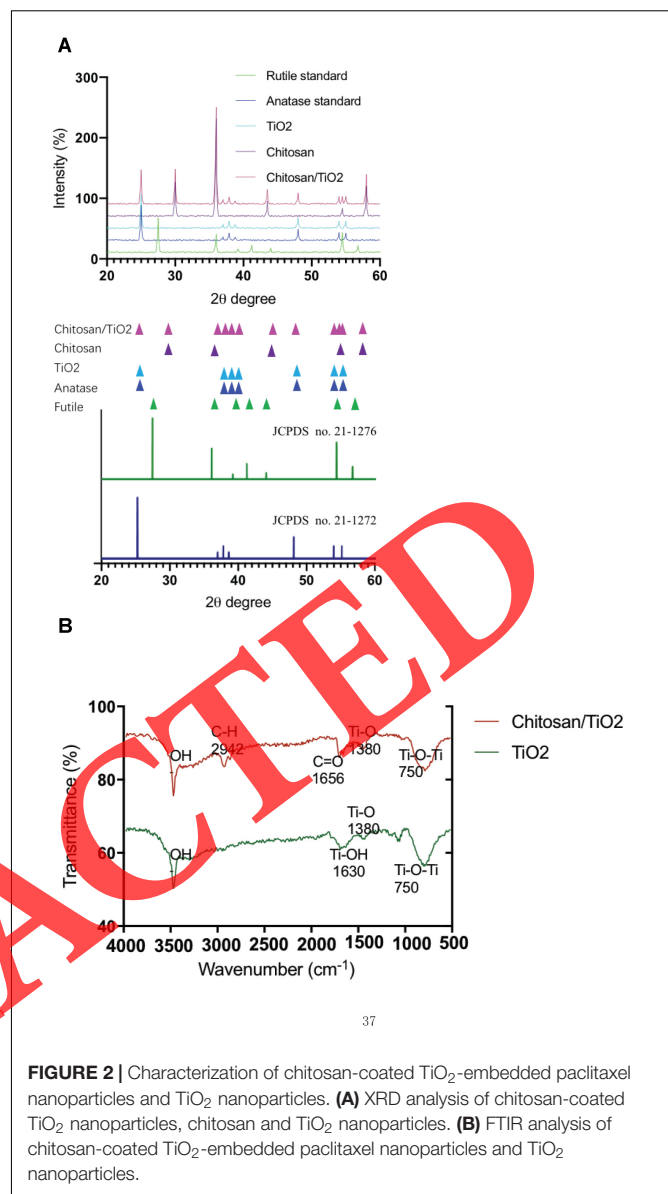 A
300
200
100
0
Intensity (%)
Rutile standard
Anatase standard
TiO2
Chitosan
Chitosan/TiO2
20 30 40 50 60
2θ degree
Chitosan/TiO2
Chitosan
TiO2
Anatase
Futile
JCPDS no. 21-1276
JCPDS no. 21-1272
20 30 40 50 60
2θ degree
B
100
80
60
40
Transmittance (%)
Chitosan/TiO2
TiO2
OH
-
C-H
2942
C=O
1656
Ti-O
1380
Ti-O-Ti
750
OH
-
Ti-OH
1630
Ti-O
1380
Ti-O-Ti
750
4000 3500 3000 2500 2000 1500 1000 500
Wavenumber (cm⁻¹)
ACTED
37
FIGURE 2 | Characterization of chitosan-coated TiO₂-embedded paclitaxel
nanoparticles and TiO₂ nanoparticles. (A) XRD analysis of chitosan-coated
TiO₂ nanoparticles, chitosan and TiO₂ nanoparticles. (B) FTIR analysis of
chitosan-coated TiO₂-embedded paclitaxel nanoparticles and TiO₂
nanoparticles.